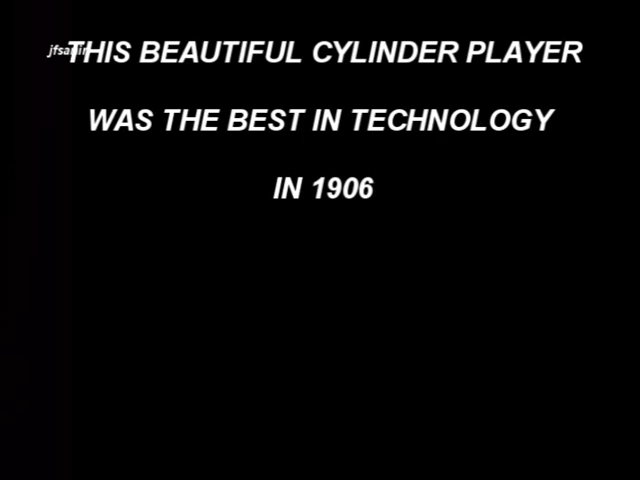 THIS BEAUTIFUL CYLINDER PLAYER
WAS THE BEST IN TECHNOLOGY
IN 1906